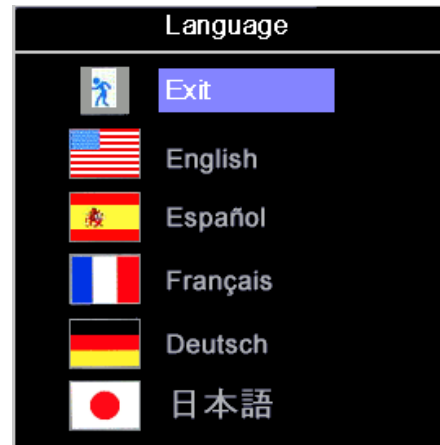 Language
Exit
English
Español
Français
Deutsch
日本語